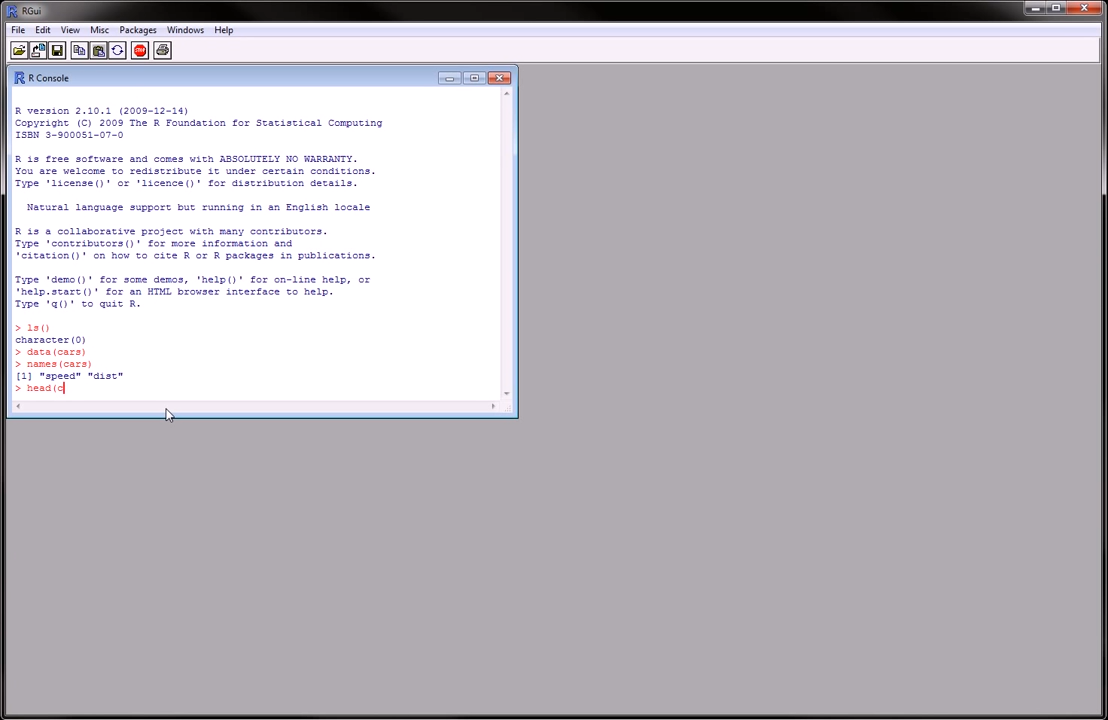 RGui
File Edit View Misc Packages Windows Help
STOP
R Console
R version 2.10.1 (2009-12-14)
Copyright (C) 2009 The R Foundation for Statistical Computing
ISBN 3-900051-07-0
R is free software and comes with ABSOLUTELY NO WARRANTY.
You are welcome to redistribute it under certain conditions.
Type 'license()' or 'licence()' for distribution details.
Natural language support but running in an English locale
R is a collaborative project with many contributors.
Type 'contributors()' for more information and
'citation()' on how to cite R or R packages in publications.
Type 'demo()' for some demos, 'help()' for on-line help, or
'help.start()' for an HTML browser interface to help.
Type 'q()' to quit R.
> ls()
character(0)
> data(cars)
> names(cars)
[1] "speed" "dist"
> head(c